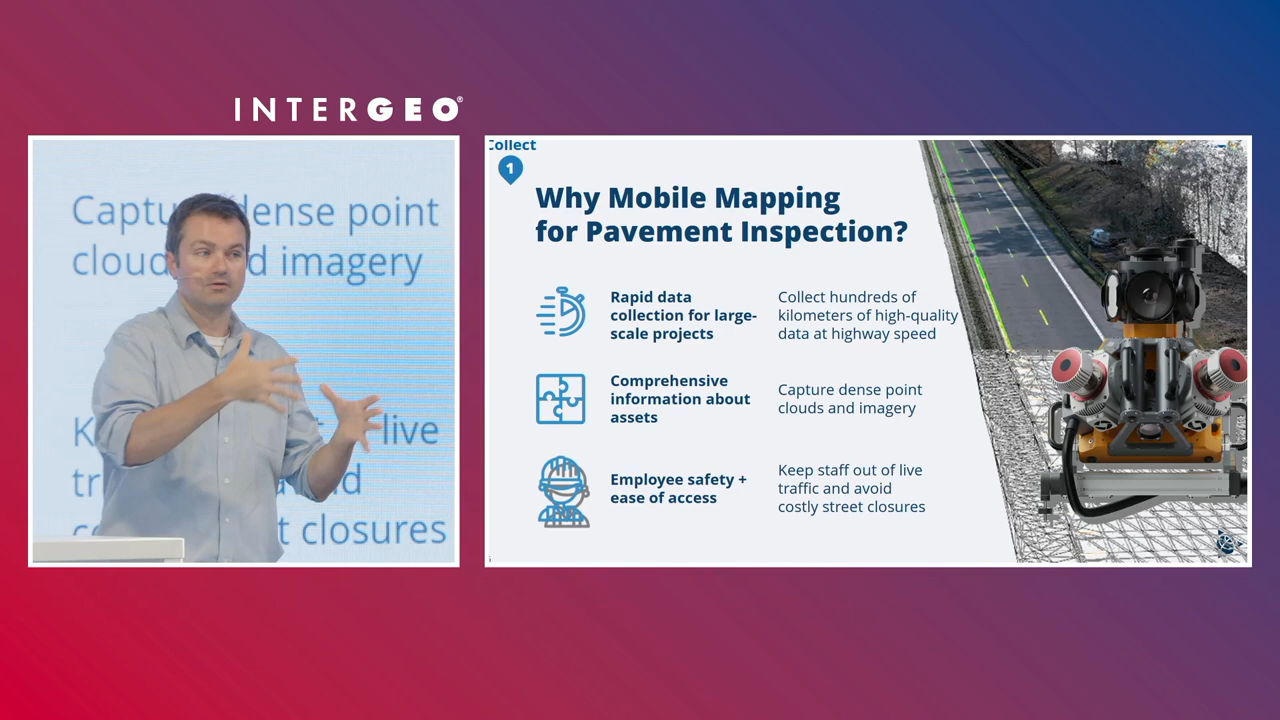 INTERGEO®
Capture dense point
clouds and imagery
live
closures
Collect
1
Why Mobile Mapping
for Pavement Inspection?
Rapid data
collection for large-
scale projects
Collect hundreds of
kilometers of high-quality
data at highway speed
Comprehensive
information about
assets
Capture dense point
clouds and imagery
Employee safety +
ease of access
Keep staff out of live
traffic and avoid
costly street closures